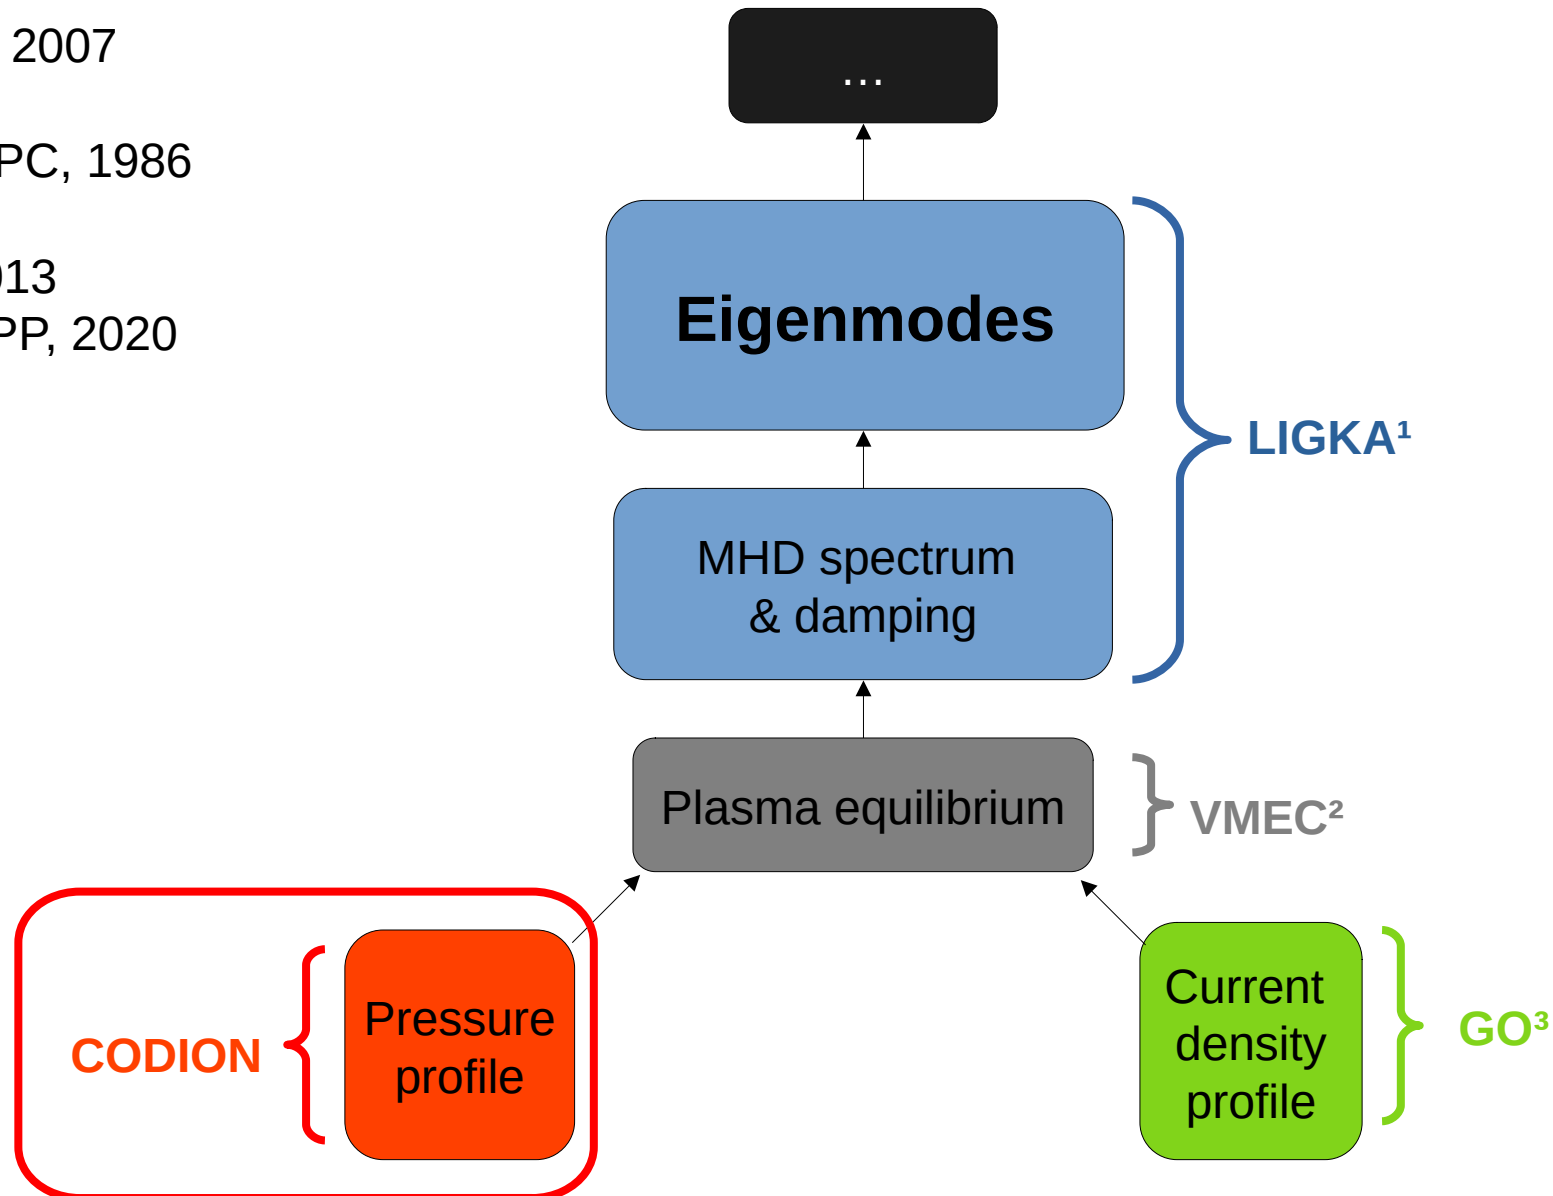 2007
PC, 1986
013
PP, 2020
...
Eigenmodes
LIGKA¹
MHD spectrum
& damping
Plasma equilibrium
VMEC²
CODION
Pressure
profile
Current
density
profile
GO³